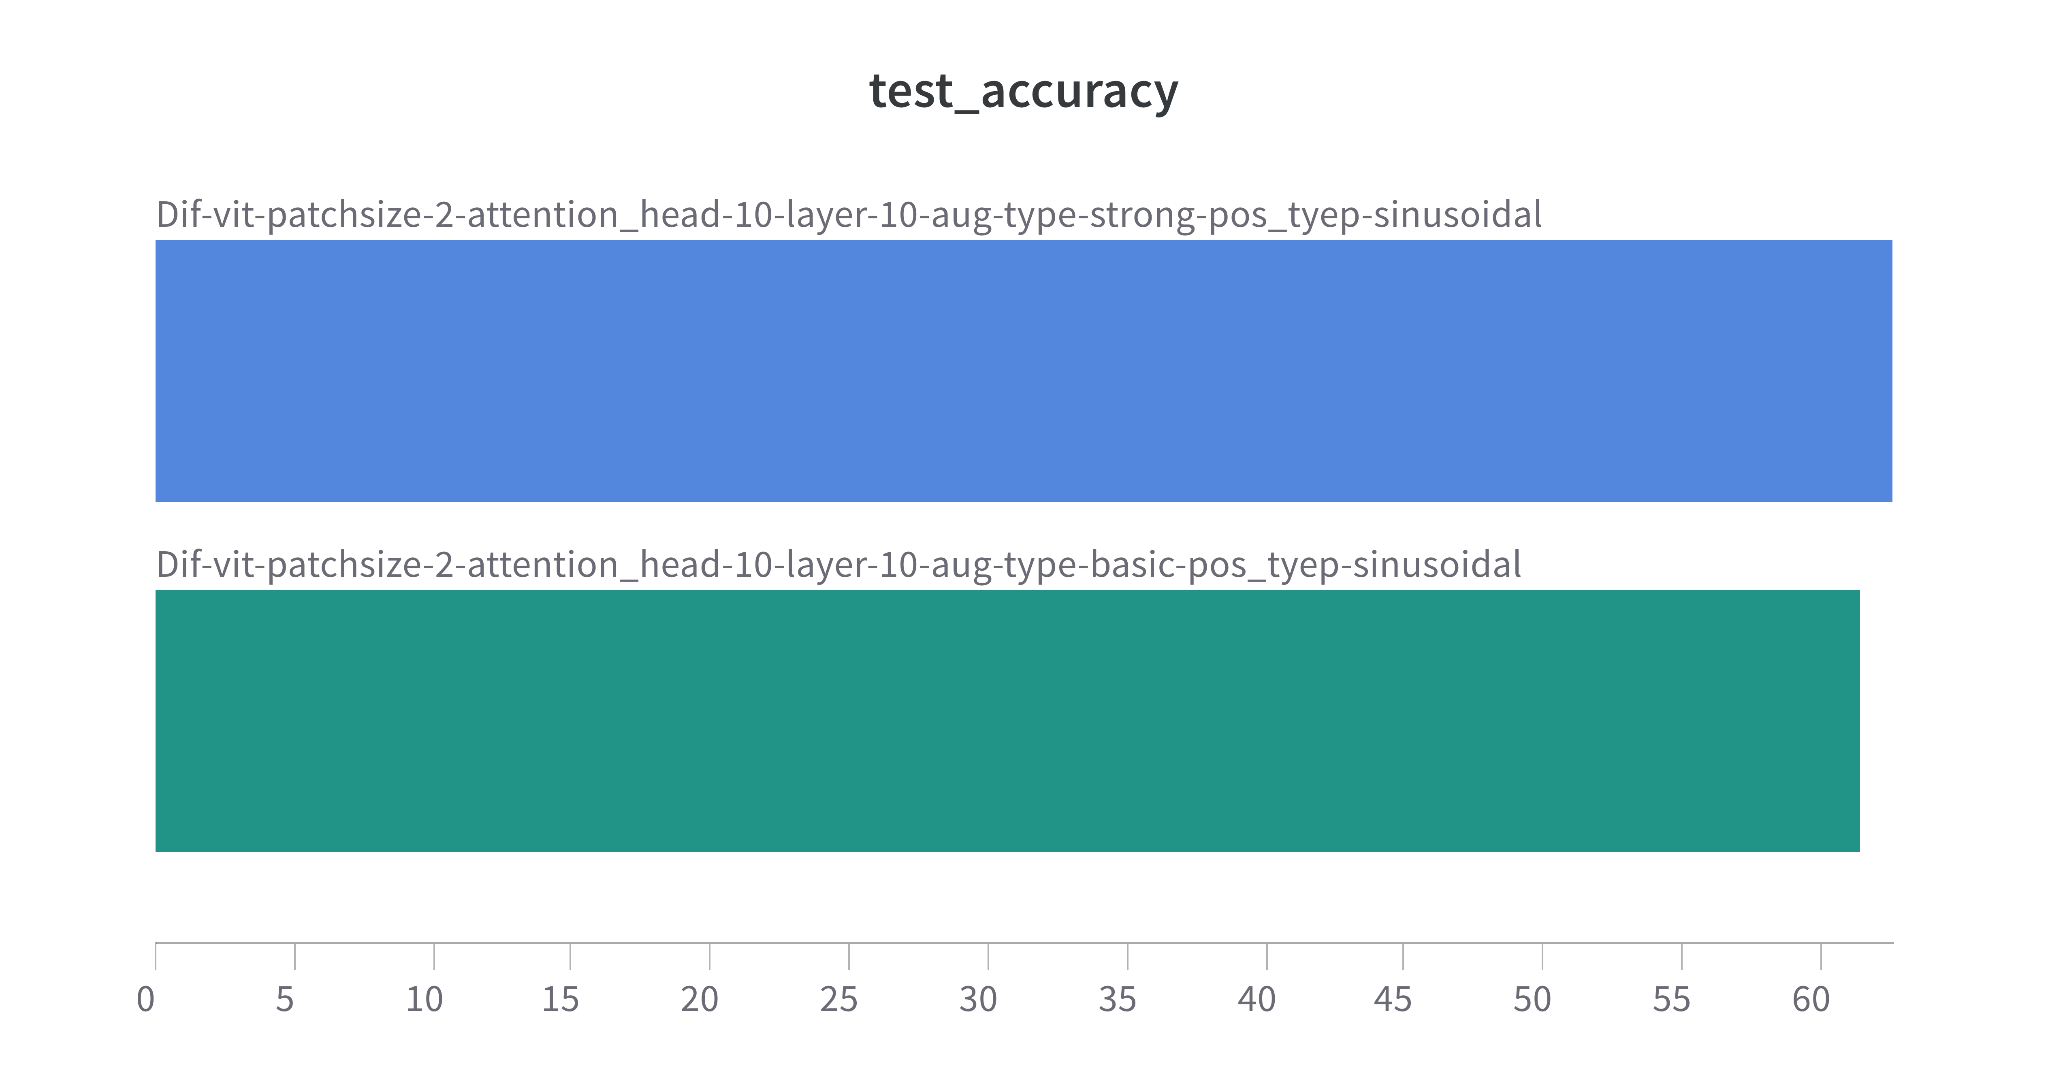 test_accuracy
Dif-vit-patchsize-2-attention_head-10-layer-10-aug-type-strong-pos_tyep-sinusoidal
Dif-vit-patchsize-2-attention_head-10-layer-10-aug-type-basic-pos_tyep-sinusoidal
0 5 10 15 20 25 30 35 40 45 50 55 60